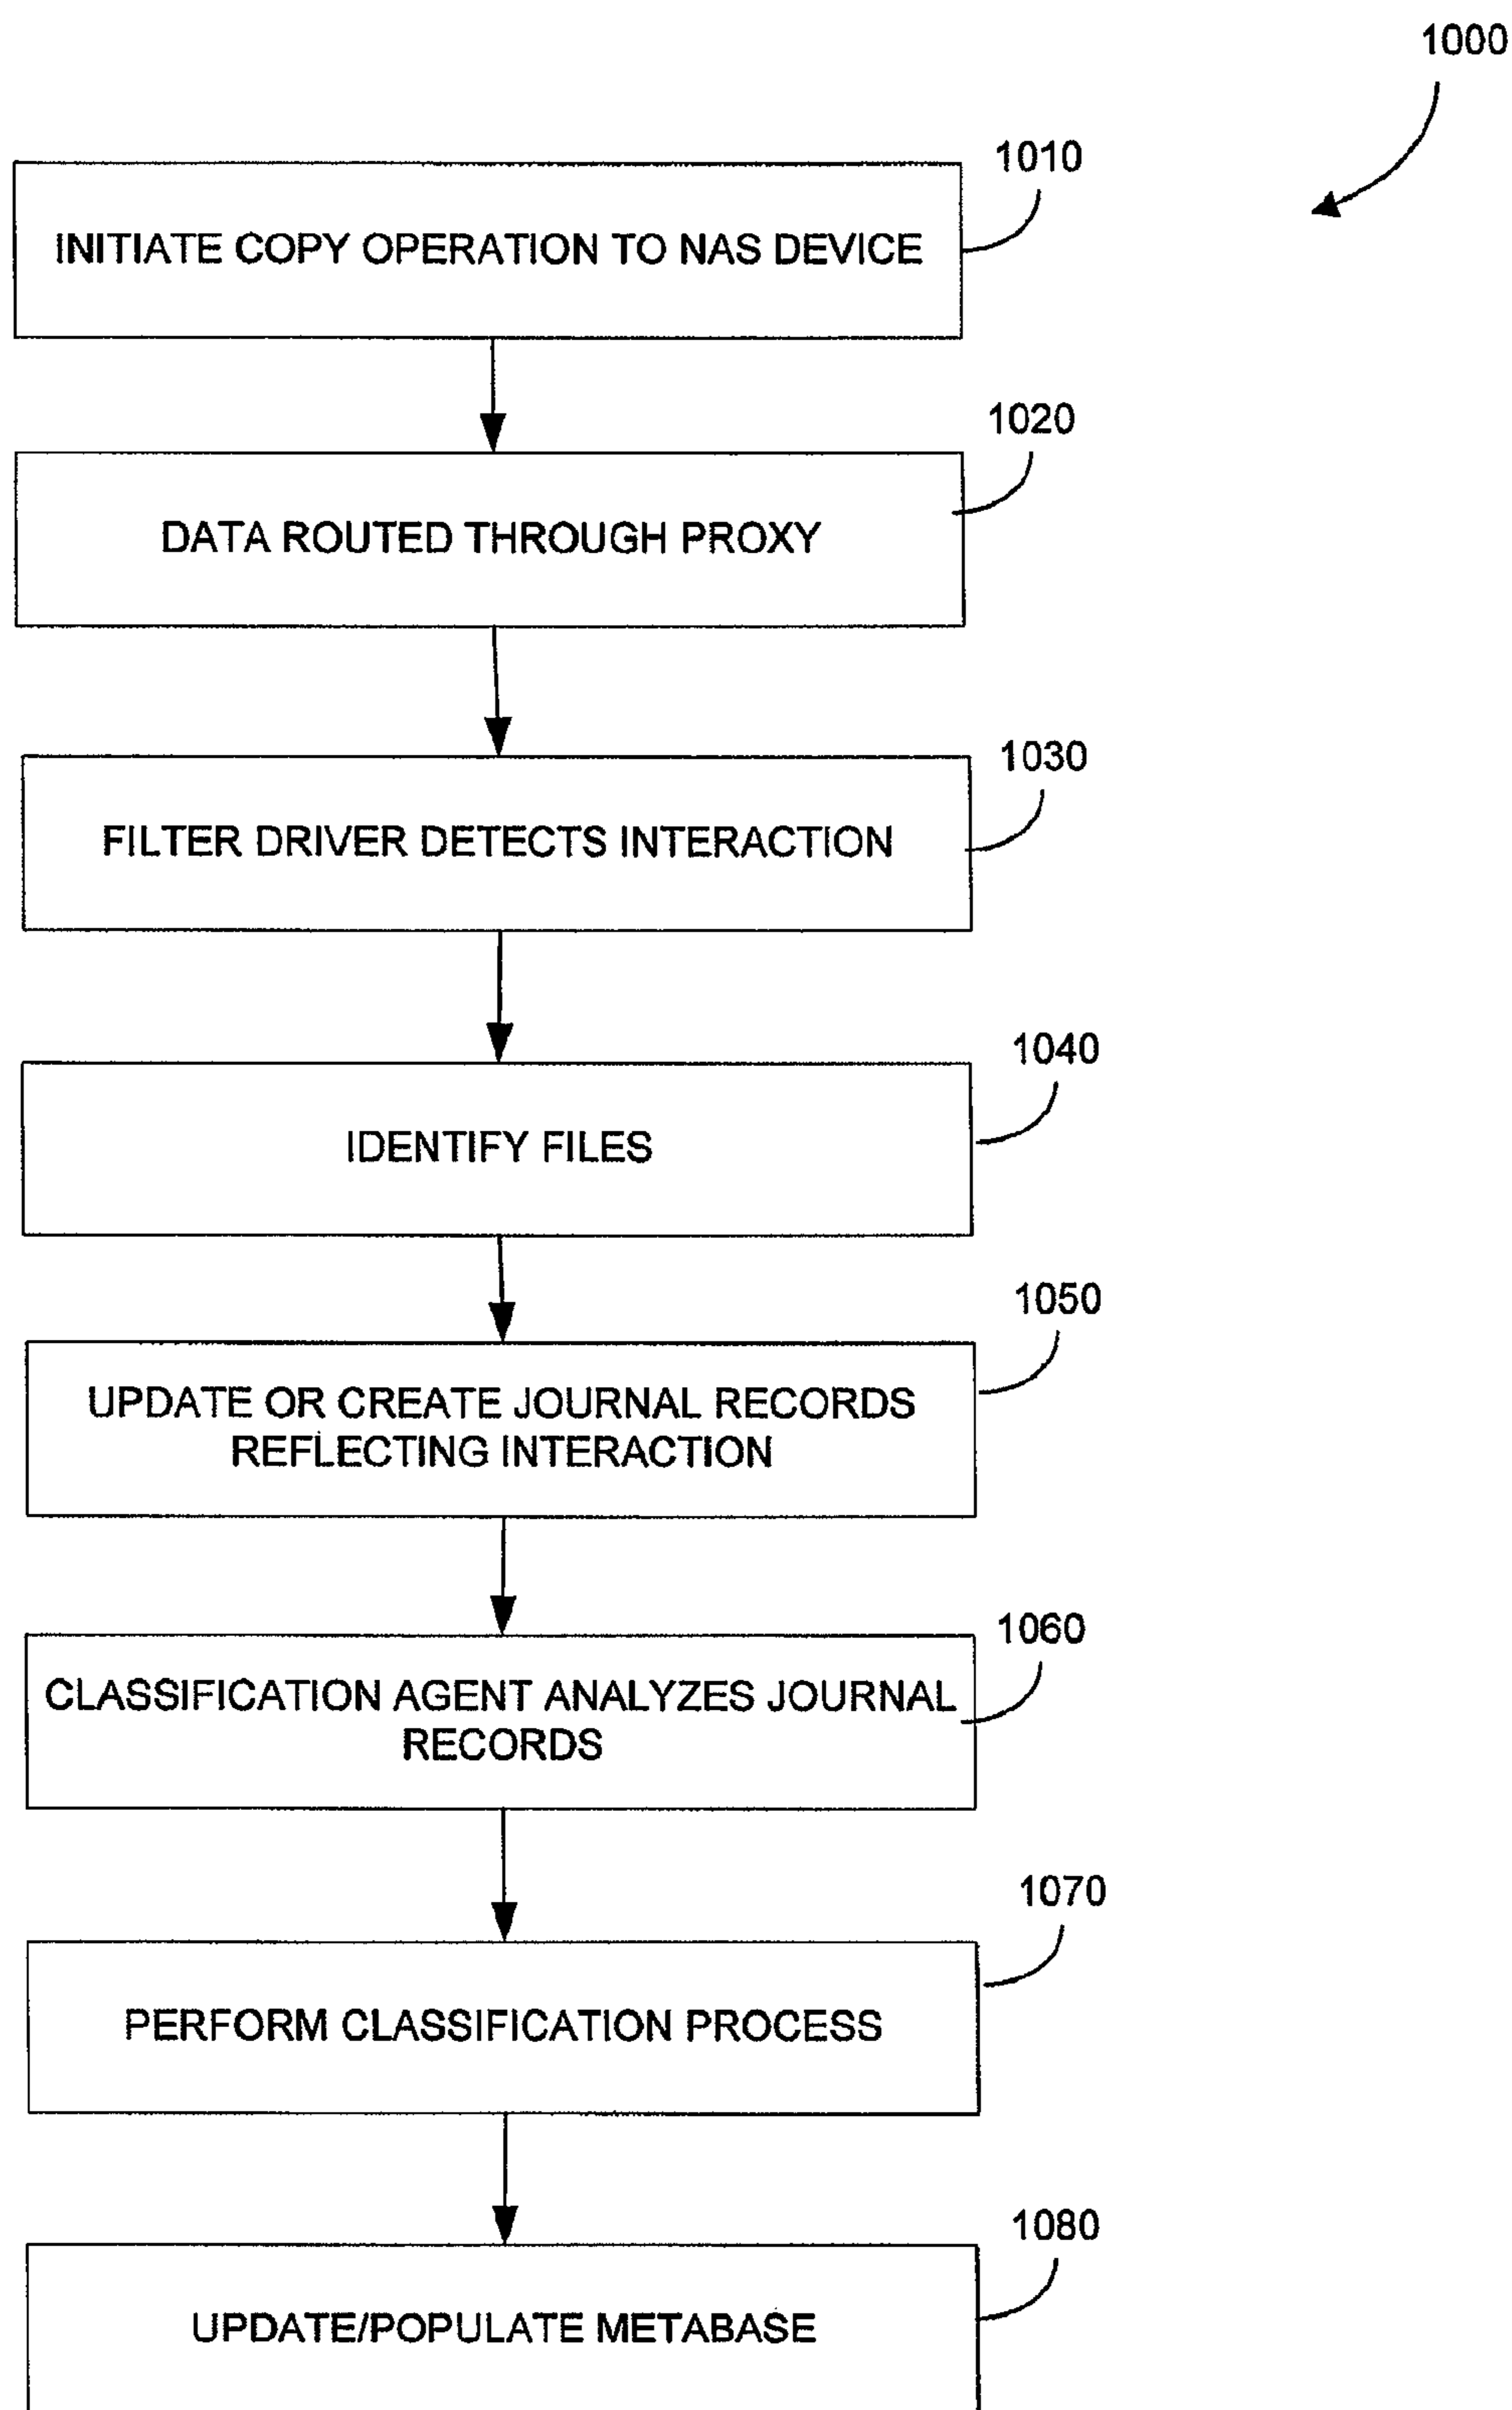 1000
1010
INITIATE COPY OPERATION TO NAS DEVICE
1020
DATA ROUTED THROUGH PROXY
1030
FILTER DRIVER DETECTS INTERACTION
1040
IDENTIFY FILES
1050
UPDATE OR CREATE JOURNAL RECORDS
REFLECTING INTERACTION
1060
CLASSIFICATION AGENT ANALYZES JOURNAL
RECORDS
1070
PERFORM CLASSIFICATION PROCESS
1080
UPDATE/POPULATE METABASE